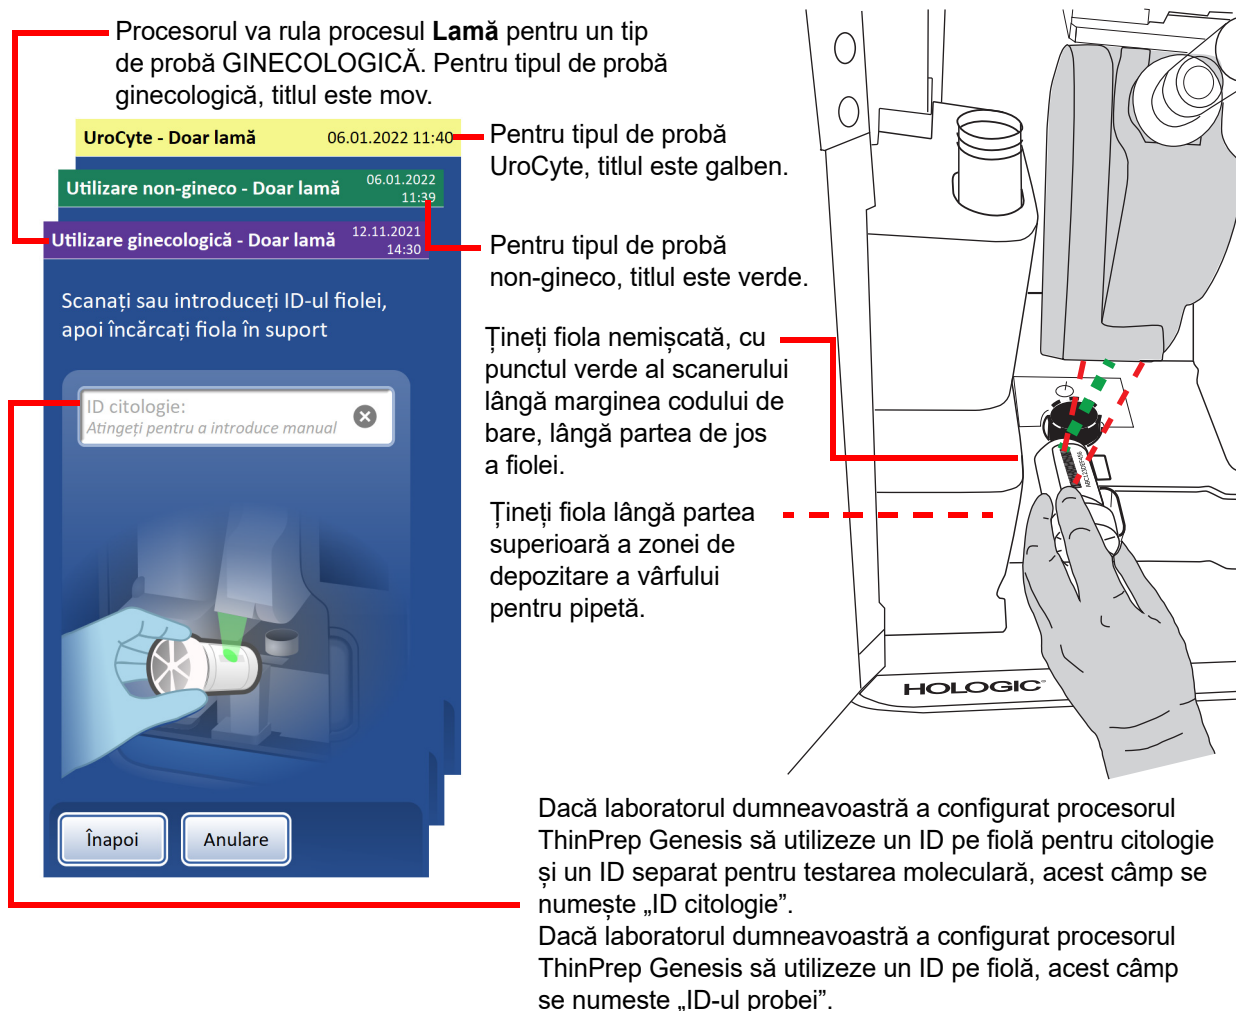 Procesorul va rula procesul Lamă pentru un tip
de probă GINECOLOGICĂ. Pentru tipul de probă
ginecologică, titlul este mov.
UroCyte - Doar lamă 06.01.2022 11:40
Pentru tipul de probă
UroCyte, titlul este galben.
Utilizare non-gineco - Doar lamă 06.01.2022
11:39
Utilizare ginecologică - Doar lamă 12.11.2021
14:30
Pentru tipul de probă
non-gineco, titlul este verde.
Scanați sau introduceți ID-ul fiolei,
apoi încărcați fiola în suport
Țineți fiola nemișcată, cu
punctul verde al scanerului
lângă marginea codului de
bare, lângă partea de jos
a fiolei.
ID citologie:
Atingeți pentru a introduce manual
Țineți fiola lângă partea
superioară a zonei de
depozitare a vârfului
pentru pipetă.
HOLOGIC®
Înapoi
Anulare
Dacă laboratorul dumneavoastră a configurat procesorul
ThinPrep Genesis să utilizeze un ID pe fiolă pentru citologie
și un ID separat pentru testarea moleculară, acest câmp se
numește „ID citologie”.
Dacă laboratorul dumneavoastră a configurat procesorul
ThinPrep Genesis să utilizeze un ID pe fiolă, acest câmp
se numește „ID-ul probei”.